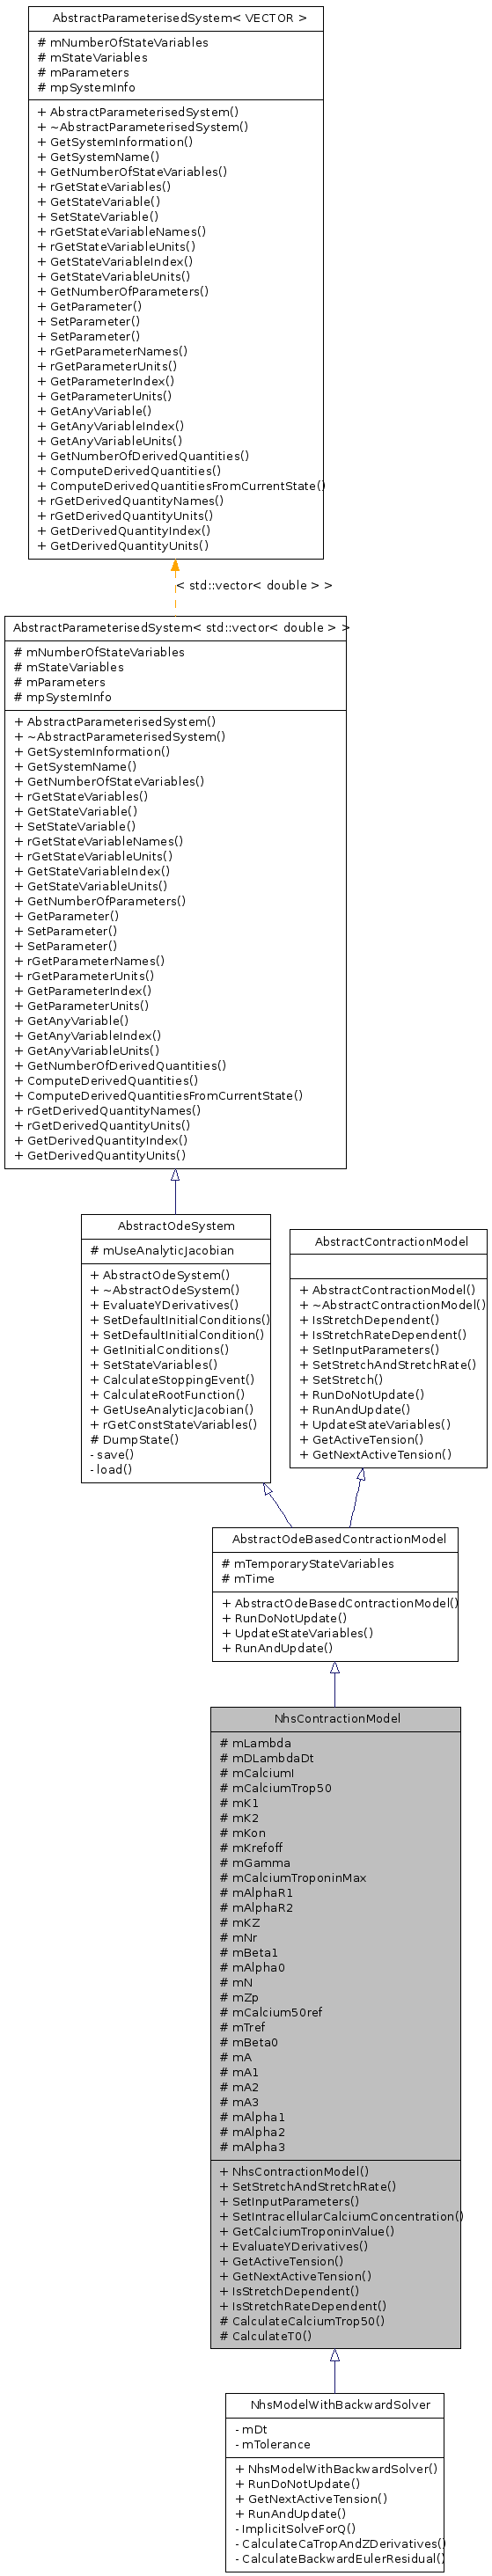 AbstractParameterisedSystem< VECTOR >
# mNumberOfStateVariables
# mStateVariables
# mParameters
# mpSystemInfo
+ AbstractParameterisedSystem()
+ ~AbstractParameterisedSystem()
+ GetSystemInformation()
+ GetSystemName()
+ GetNumberOfStateVariables()
+ rGetStateVariables()
+ GetStateVariable()
+ SetStateVariable()
+ rGetStateVariableNames()
+ rGetStateVariableUnits()
+ GetStateVariableIndex()
+ GetStateVariableUnits()
+ GetNumberOfParameters()
+ GetParameter()
+ SetParameter()
+ SetParameter()
+ rGetParameterNames()
+ rGetParameterUnits()
+ GetParameterIndex()
+ GetParameterUnits()
+ GetAnyVariable()
+ GetAnyVariableIndex()
+ GetAnyVariableUnits()
+ GetNumberOfDerivedQuantities()
+ ComputeDerivedQuantities()
+ ComputeDerivedQuantitiesFromCurrentState()
+ rGetDerivedQuantityNames()
+ rGetDerivedQuantityUnits()
+ GetDerivedQuantityIndex()
+ GetDerivedQuantityUnits()
< std::vector< double > >
AbstractParameterisedSystem< std::vector< double > >
# mNumberOfStateVariables
# mStateVariables
# mParameters
# mpSystemInfo
+ AbstractParameterisedSystem()
+ ~AbstractParameterisedSystem()
+ GetSystemInformation()
+ GetSystemName()
+ GetNumberOfStateVariables()
+ rGetStateVariables()
+ GetStateVariable()
+ SetStateVariable()
+ rGetStateVariableNames()
+ rGetStateVariableUnits()
+ GetStateVariableIndex()
+ GetStateVariableUnits()
+ GetNumberOfParameters()
+ GetParameter()
+ SetParameter()
+ SetParameter()
+ rGetParameterNames()
+ rGetParameterUnits()
+ GetParameterIndex()
+ GetParameterUnits()
+ GetAnyVariable()
+ GetAnyVariableIndex()
+ GetAnyVariableUnits()
+ GetNumberOfDerivedQuantities()
+ ComputeDerivedQuantities()
+ ComputeDerivedQuantitiesFromCurrentState()
+ rGetDerivedQuantityNames()
+ rGetDerivedQuantityUnits()
+ GetDerivedQuantityIndex()
+ GetDerivedQuantityUnits()
AbstractOdeSystem
# mUseAnalyticJacobian
+ AbstractOdeSystem()
+ ~AbstractOdeSystem()
+ EvaluateYDerivatives()
+ SetDefaultInitialConditions()
+ SetDefaultInitialCondition()
+ GetInitialConditions()
+ SetStateVariables()
+ CalculateStoppingEvent()
+ CalculateRootFunction()
+ GetUseAnalyticJacobian()
+ rGetConstStateVariables()
# DumpState()
- save()
- load()
AbstractContractionModel
+ AbstractContractionModel()
+ ~AbstractContractionModel()
+ IsStretchDependent()
+ IsStretchRateDependent()
+ SetInputParameters()
+ SetStretchAndStretchRate()
+ SetStretch()
+ RunDoNotUpdate()
+ RunAndUpdate()
+ UpdateStateVariables()
+ GetActiveTension()
+ GetNextActiveTension()
AbstractOdeBasedContractionModel
# mTemporaryStateVariables
# mTime
+ AbstractOdeBasedContractionModel()
+ RunDoNotUpdate()
+ UpdateStateVariables()
+ RunAndUpdate()
NhsContractionModel
# mLambda
# mDLambdaDt
# mCalciumI
# mCalciumTrop50
# mK1
# mK2
# mKon
# mKrefoff
# mGamma
# mCalciumTroponinMax
# mAlphaR1
# mAlphaR2
# mKZ
# mNr
# mBeta1
# mAlpha0
# mN
# mZp
# mCalcium50ref
# mTref
# mBeta0
# mA
# mA1
# mA2
# mA3
# mAlpha1
# mAlpha2
# mAlpha3
+ NhsContractionModel()
+ SetStretchAndStretchRate()
+ SetInputParameters()
+ SetIntracellularCalciumConcentration()
+ GetCalciumTroponinValue()
+ EvaluateYDerivatives()
+ GetActiveTension()
+ GetNextActiveTension()
+ IsStretchDependent()
+ IsStretchRateDependent()
# CalculateCalciumTrop50()
# CalculateT0()
NhsModelWithBackwardSolver
- mDt
- mTolerance
+ NhsModelWithBackwardSolver()
+ RunDoNotUpdate()
+ GetNextActiveTension()
+ RunAndUpdate()
- ImplicitSolveForQ()
- CalculateCaTropAndZDerivatives()
- CalculateBackwardEulerResidual()